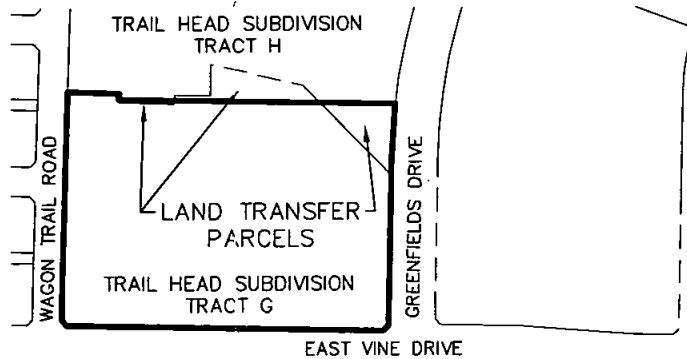 TRAIL HEAD SUBDIVISION
TRACT H
WAGON TRAIL ROAD
LAND TRANSFER
PARCELS
GREENFIELDS DRIVE
TRAIL HEAD SUBDIVISION
TRACT G
EAST VINE DRIVE